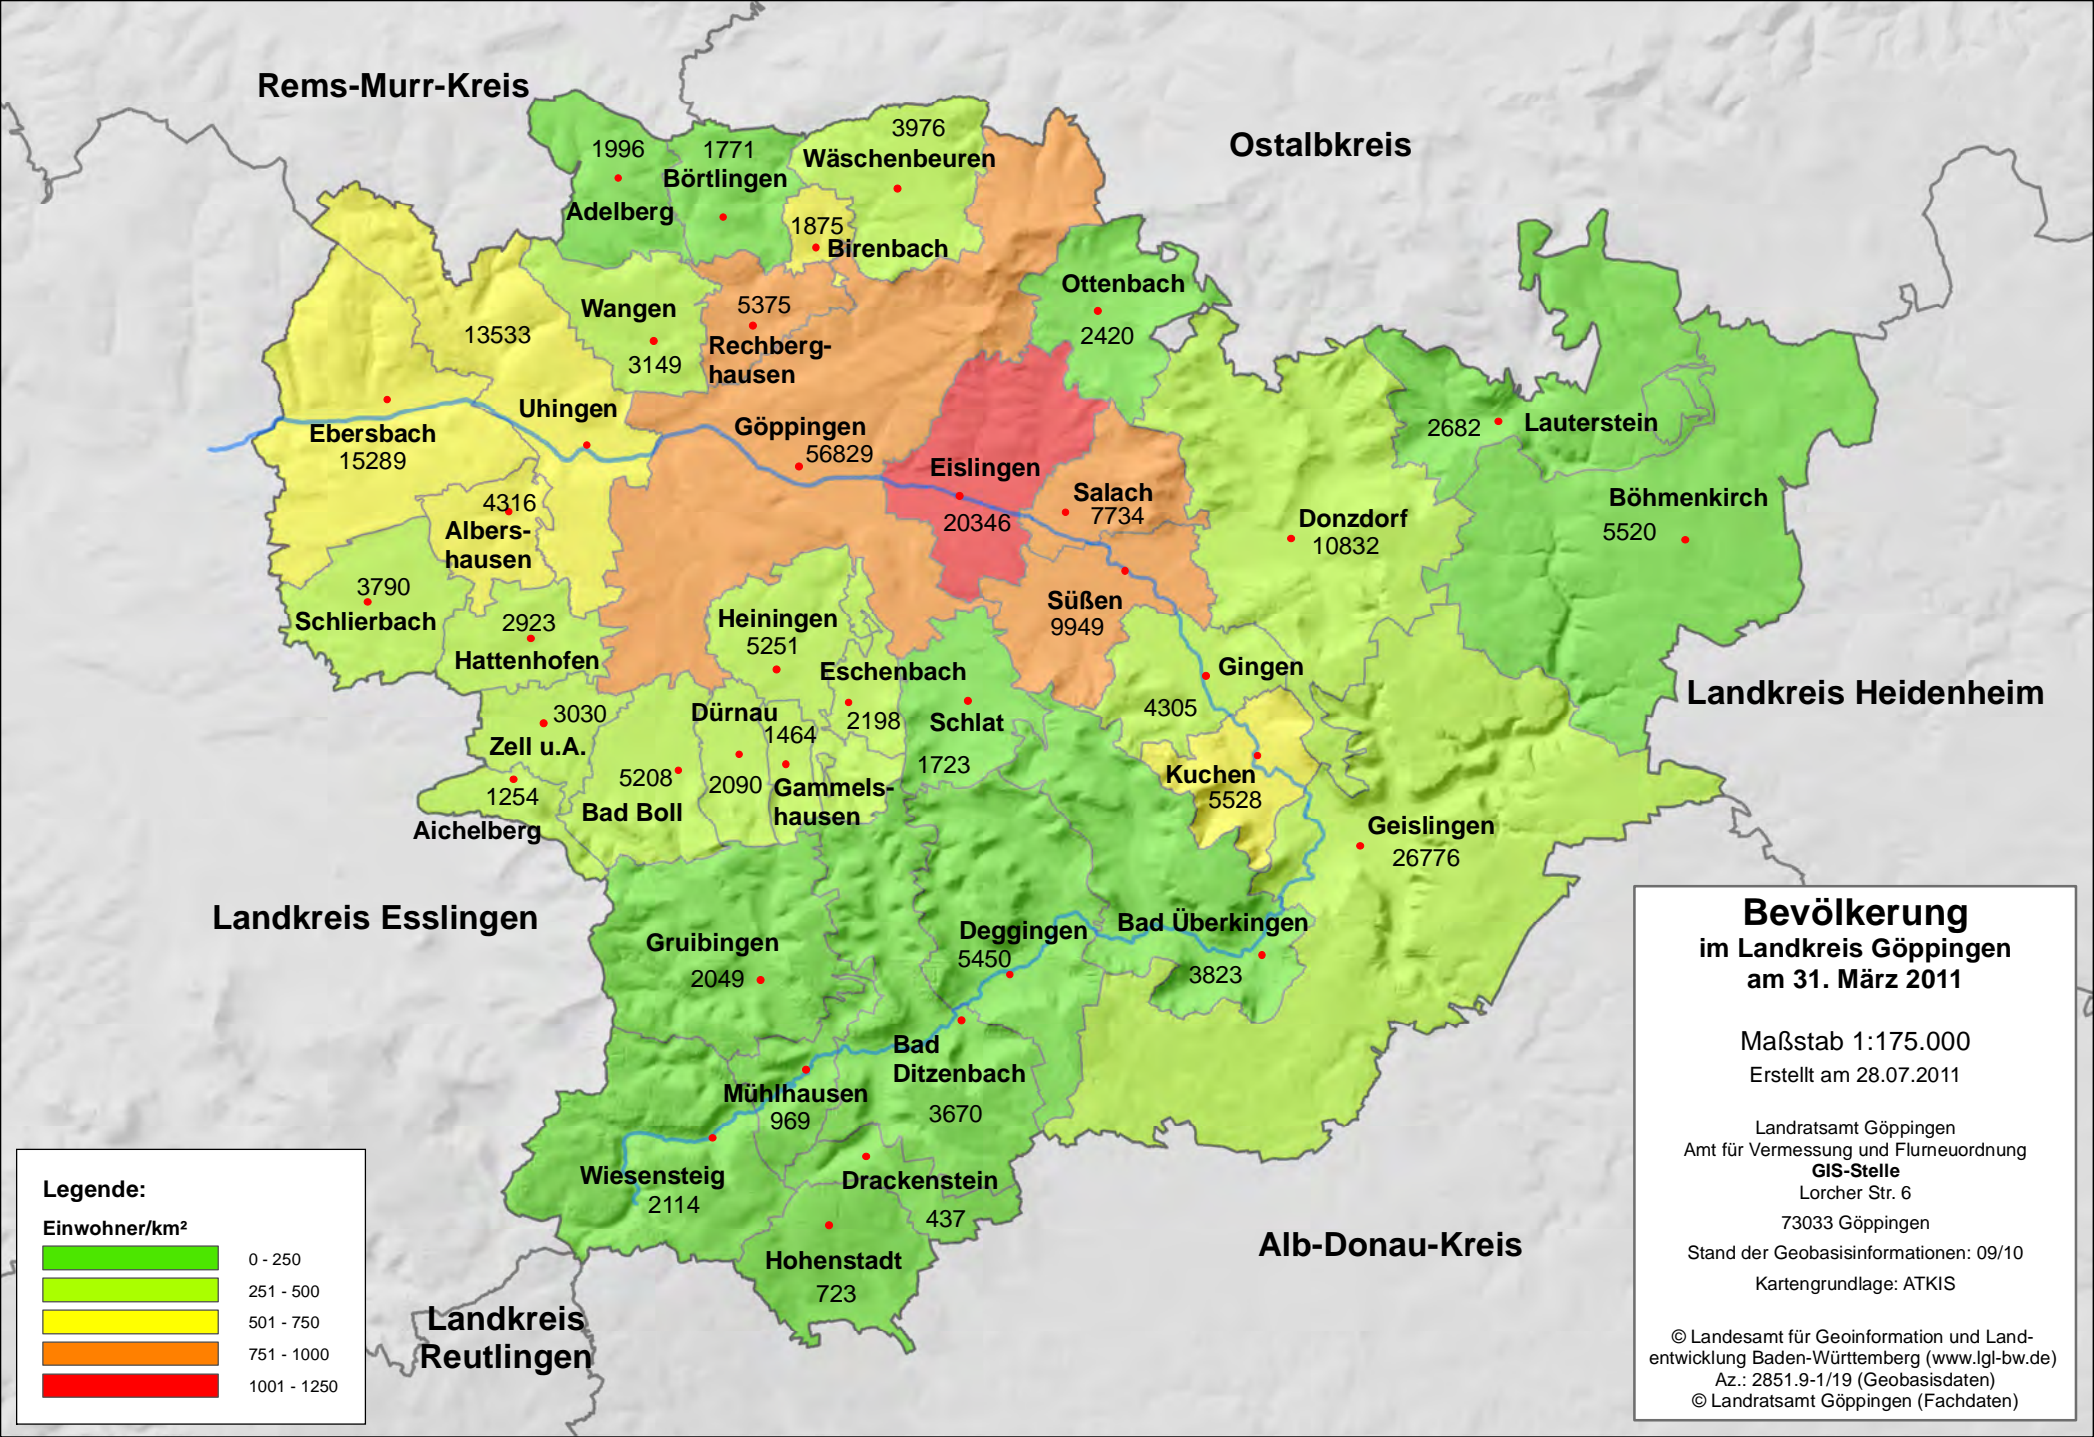 Rems-Murr-Kreis
Ostalbkreis
1996
Adelberg
1771
Börtlingen
3976
Wäschenbeuren
1875
Birenbach
Ottenbach
2420
Wangen
3149
5375
Rechberg-
hausen
13533
Uhingen
Ebersbach
15289
Göppingen
56829
Eislingen
20346
Salach
7734
Donzdorf
10832
2682
Lauterstein
Böhmenkirch
5520
4316
Albers-
hausen
3790
Schlierbach
2923
Hattenhofen
Heiningen
5251
Süßen
9949
Eschenbach
2198
Schlat
1723
Gingen
4305
Landkreis Heidenheim
3030
Zell u.A.
Dürnau
2090
1464
Gammels-
hausen
5208
Bad Boll
1254
Aichelberg
Kuchen
5528
Geislingen
26776
Landkreis Esslingen
Gruibingen
2049
Deggingen
5450
Bad Überkingen
3823
Bad
Ditzenbach
3670
Mühlhausen
969
Wiesensteig
2114
Drackenstein
437
Hohenstadt
723
Alb-Donau-Kreis
Landkreis
Reutlingen
Legende:
Einwohner/km²
0 - 250
251 - 500
501 - 750
751 - 1000
1001 - 1250
Bevölkerung
im Landkreis Göppingen
am 31. März 2011
Maßstab 1:175.000
Erstellt am 28.07.2011
Landratsamt Göppingen
Amt für Vermessung und Flurneuordnung
GIS-Stelle
Lorcher Str. 6
73033 Göppingen
Stand der Geobasisinformationen: 09/10
Kartengrundlage: ATKIS
© Landesamt für Geoinformation und Land-
entwicklung Baden-Württemberg (www.lgl-bw.de)
Az.: 2851.9-1/19 (Geobasisdaten)
© Landratsamt Göppingen (Fachdaten)